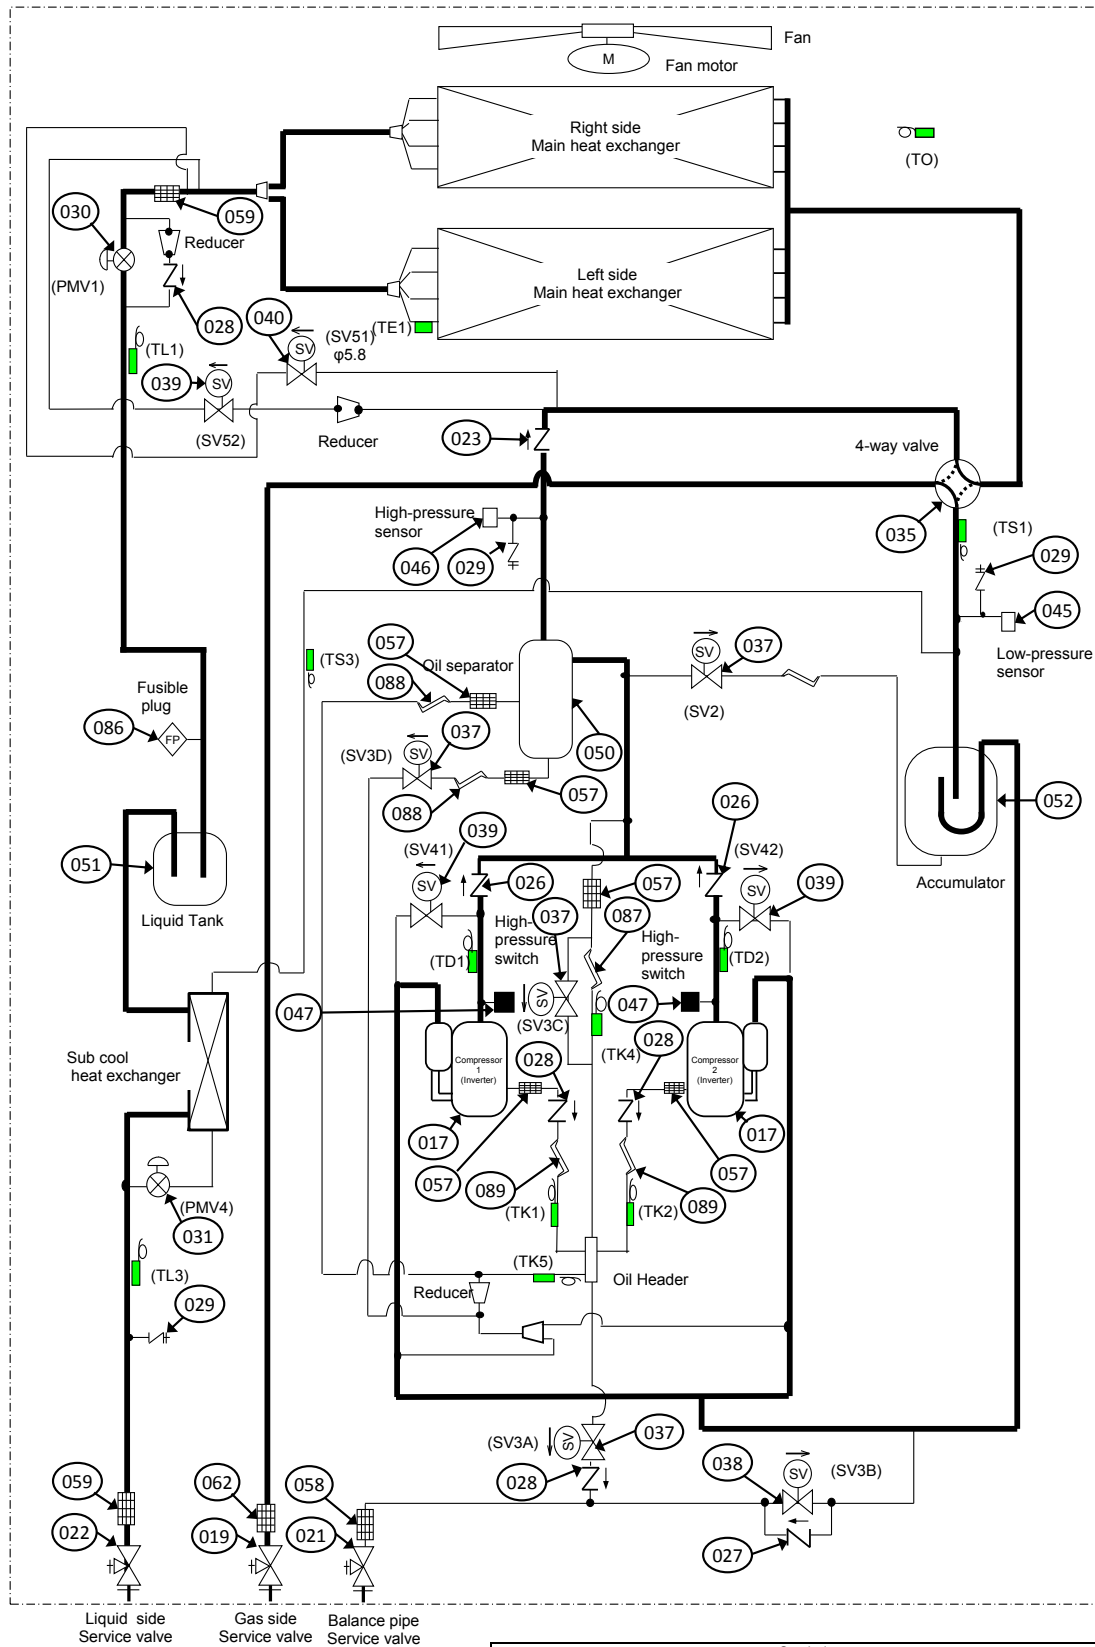 Fan
M
Fan motor
Right side
Main heat exchanger
(TO)
030
059
Reducer
(PMV1)
Left side
Main heat exchanger
028
040
(SV51)
φ5.8
(TE1)
SV
(TL1)
039
SV
(SV52)
Reducer
023
4-way valve
High-pressure
sensor
046
029
035
(TS1)
029
045
Low-pressure
sensor
057
(TS3)
Oil separator
SV
037
088
(SV2)
Fusible
plug
086
FP
037
(SV3D)
SV
050
057
088
026
052
039
051
(SV41)
(SV42)
SV
026
057
SV
039
Accumulator
Liquid Tank
037
087
High-
pressure
switch
High-
pressure
switch
(TD1)
(TD2)
047
SV
(SV3C)
047
Sub cool
heat exchanger
Compressor
1
(Inverter)
028
(TK4)
028
Compressor
2
(Inverter)
017
017
057
057
089
089
(PMV4)
(TK1)
(TK2)
031
(TL3)
(TK5)
Oil Header
Reducer
029
(SV3A)
SV
037
028
038
SV
(SV3B)
059
062
058
022
019
021
027
Liquid side
Service valve
Gas side
Service valve
Balance pipe
Service valve